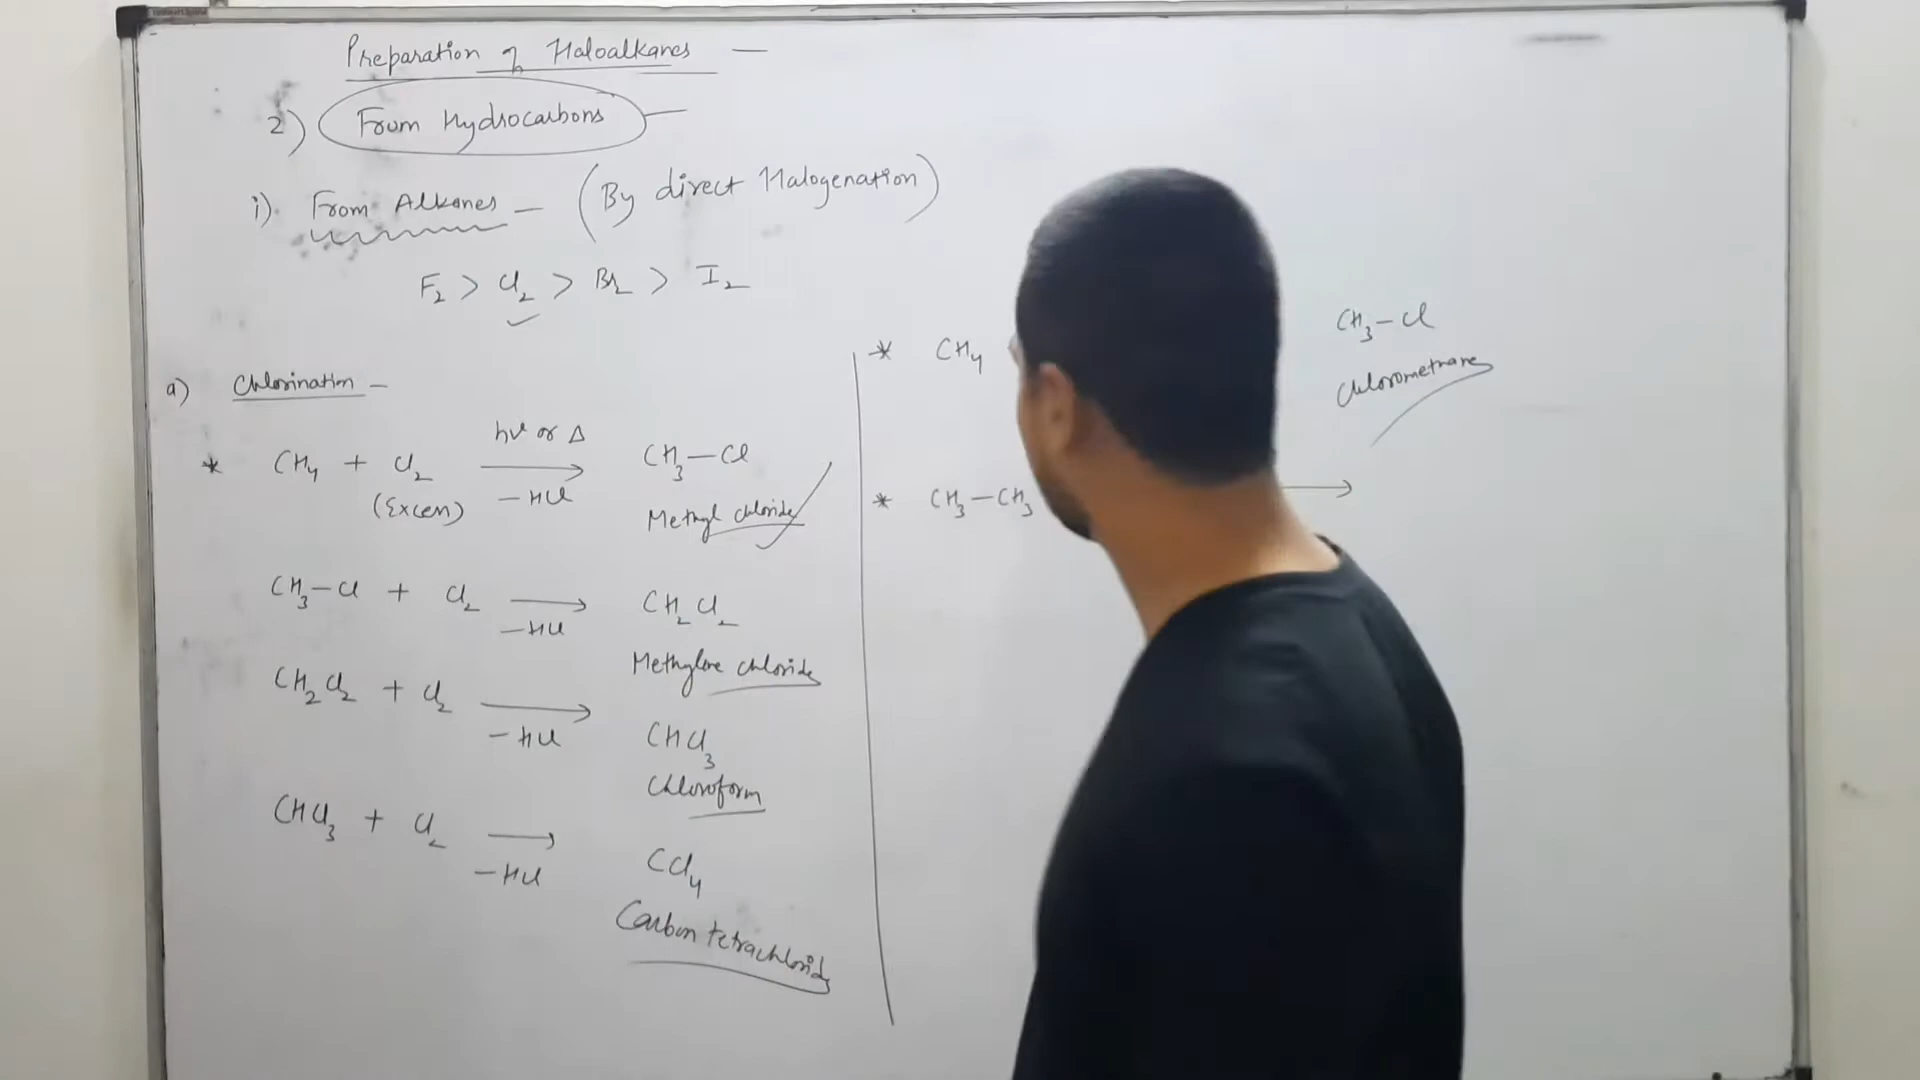 Preparation of Haloalkanes —
2) From Hydrocarbons —
i) From Alkanes — (By direct Halogenation)
F₂ > Cl₂ > Br₂ > I₂
a) Chlorination —
* CH₄ + Cl₂ (Excess) hν or Δ → −HCl CH₃−Cl
Methyl chloride
CH₃−Cl + Cl₂ → −HCl CH₂Cl₂
Methylene chloride
CH₂Cl₂ + Cl₂ → −HCl CHCl₃
Chloroform
CHCl₃ + Cl₂ → −HCl CCl₄
Carbon tetrachloride
* CH₄ CH₃−Cl
Chloromethane
* CH₃−CH₃ →